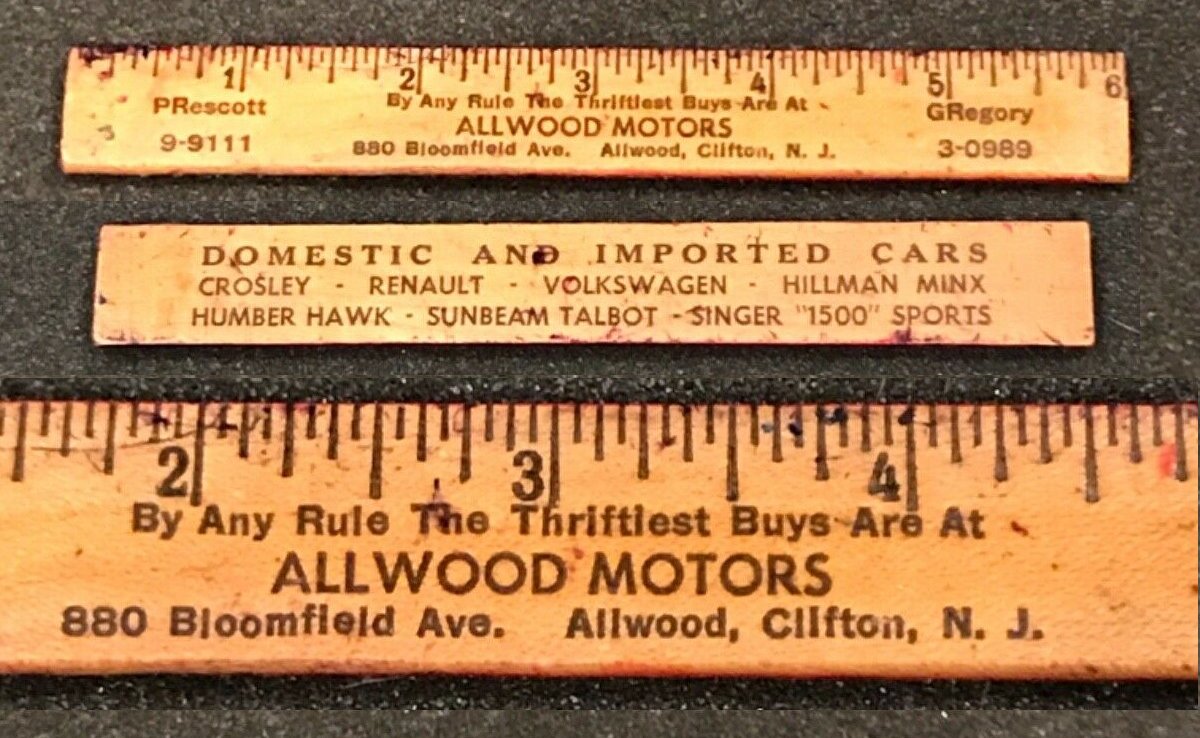 1 2 3 4 5 6
PRescott By Any Rule The Thriftiest Buys Are At GRegory
ALLWOOD MOTORS
9-9111 880 Bloomfield Ave. Allwood, Clifton, N. J. 3-0989
DOMESTIC AND IMPORTED CARS
CROSLEY - RENAULT - VOLKSWAGEN - HILLMAN MINX
HUMBER HAWK - SUNBEAM TALBOT - SINGER "1500" SPORTS
2 3 4
By Any Rule The Thriftiest Buys Are At
ALLWOOD MOTORS
880 Bloomfield Ave. Allwood, Clifton, N. J.